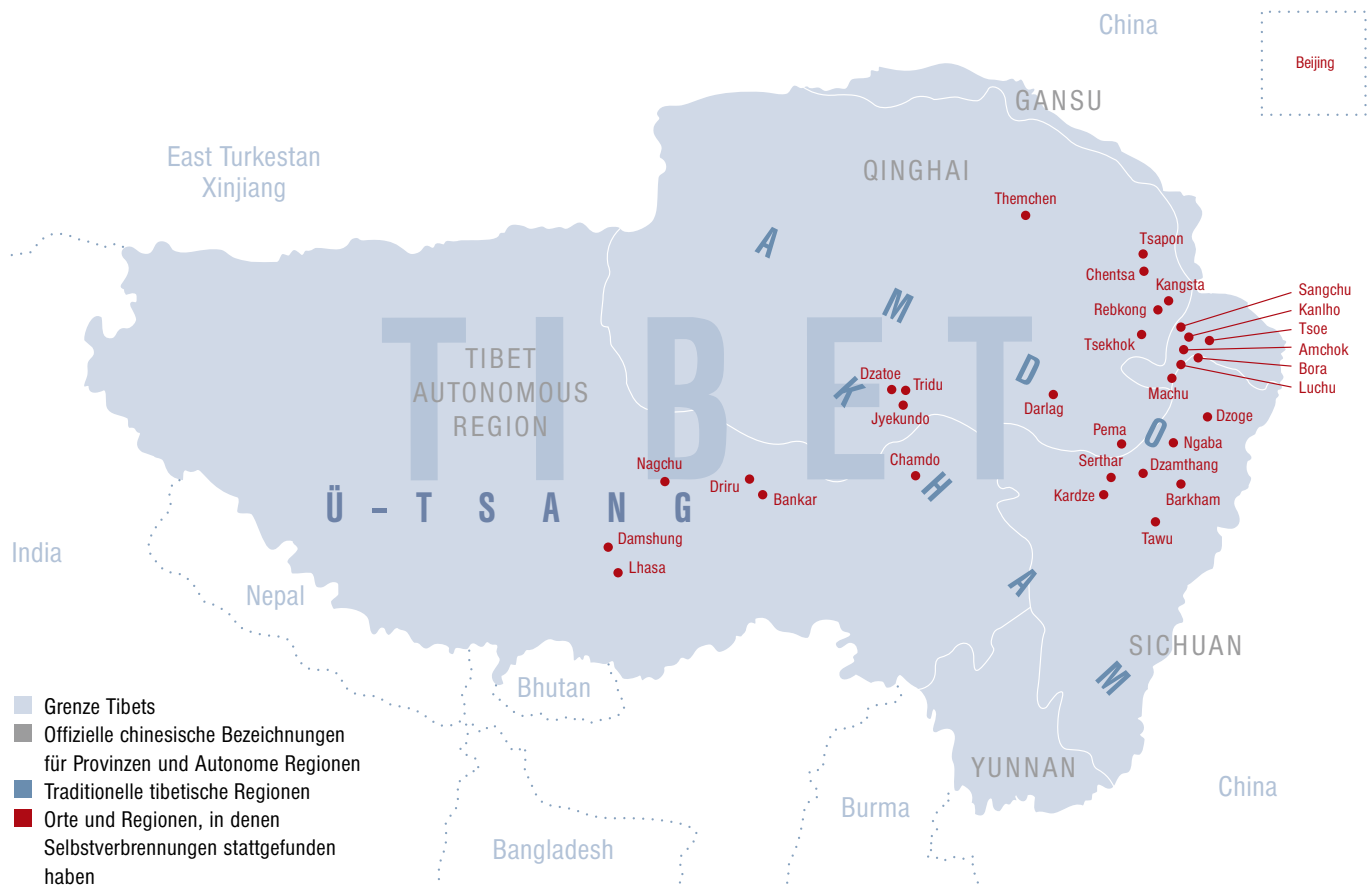 China
Beijing
GANSU
East Turkestan
Xinjiang
QINGHAI
Themchen
AMDO
Tsapon
Chentsa
Kangsta
Rebkong
Tsekhok
Sangchu
Kanlho
Tsoe
Amchok
Bora
Luchu
Machu
TIBET
TIBET
AUTONOMOUS
REGION
KHAM
Dzatoe
Tridu
Jyekundo
Darlag
Dzoge
Pema
Ngaba
Serthar
Dzamthang
Kardze
Barkham
Tawu
Chamdo
Nagchu
Driru
Bankar
Ü – TSANG
Damshung
Lhasa
India
Nepal
SICHUAN
Bhutan
YUNNAN
Burma
China
Bangladesh
Grenze Tibets
Offizielle chinesische Bezeichnungen
für Provinzen und Autonome Regionen
Traditionelle tibetische Regionen
Orte und Regionen, in denen
Selbstverbrennungen stattgefunden
haben